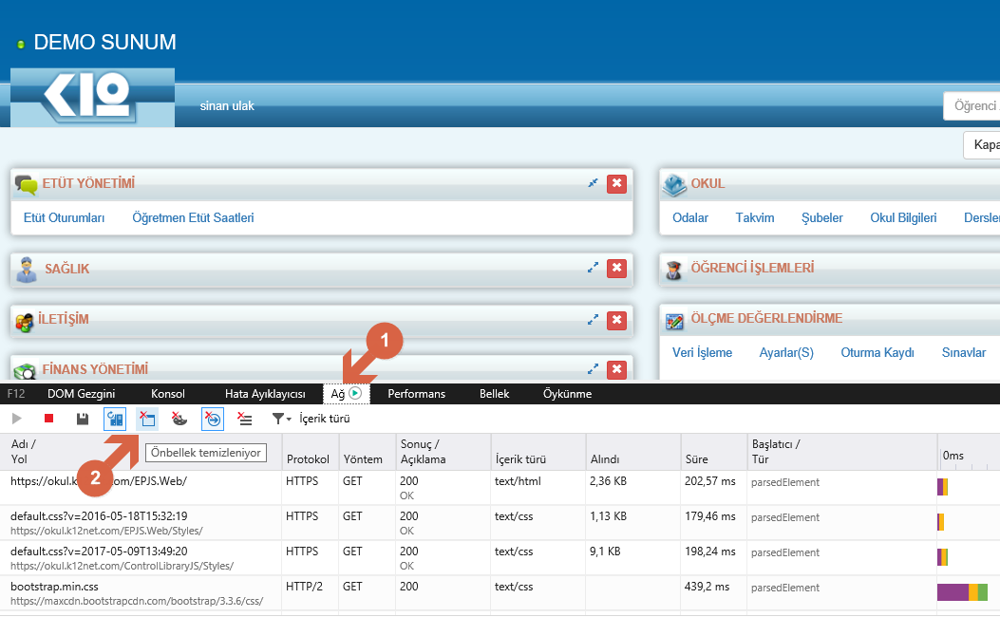 DEMO SUNUM
K12
sinan ulak
Öğrenci
Kapa
ETÜT YÖNETİMİ
Etüt Oturumları Öğretmen Etüt Saatleri
OKUL
Odalar Takvim Şubeler Okul Bilgileri Dersler
SAĞLIK
ÖĞRENCİ İŞLEMLERİ
İLETİŞİM
ÖLÇME DEĞERLENDİRME
Veri İşleme Ayarlar(S) Oturma Kaydı Sınavlar
FİNANS YÖNETİMİ
1
F12 DOM Gezgini Konsol Hata Ayıklayıcısı Ağ Performans Bellek Öykünme
İçerik türü
Önbellek temizleniyor
2
Adı / Yol Protokol Yöntem Sonuç / Açıklama İçerik türü Alındı Süre Başlatıcı / Tür 0ms
https://okul.k om/EPJS.Web/ HTTPS GET 200 text/html 2,36 KB 202,57 ms parsedElement
OK
default.css?v=2016-05-18T15:32:19 HTTPS GET 200 text/css 1,13 KB 179,46 ms parsedElement
https://okul.k12net.com/EPJS.Web/Styles/ OK
default.css?v=2017-05-09T13:49:20 HTTPS GET 200 text/css 9,1 KB 198,24 ms parsedElement
https://okul.k12net.com/ControlLibraryJS/Styles/ OK
bootstrap.min.css HTTP/2 GET 200 text/css 439,2 ms parsedElement
https://maxcdn.bootstrapcdn.com/bootstrap/3.3.6/css/